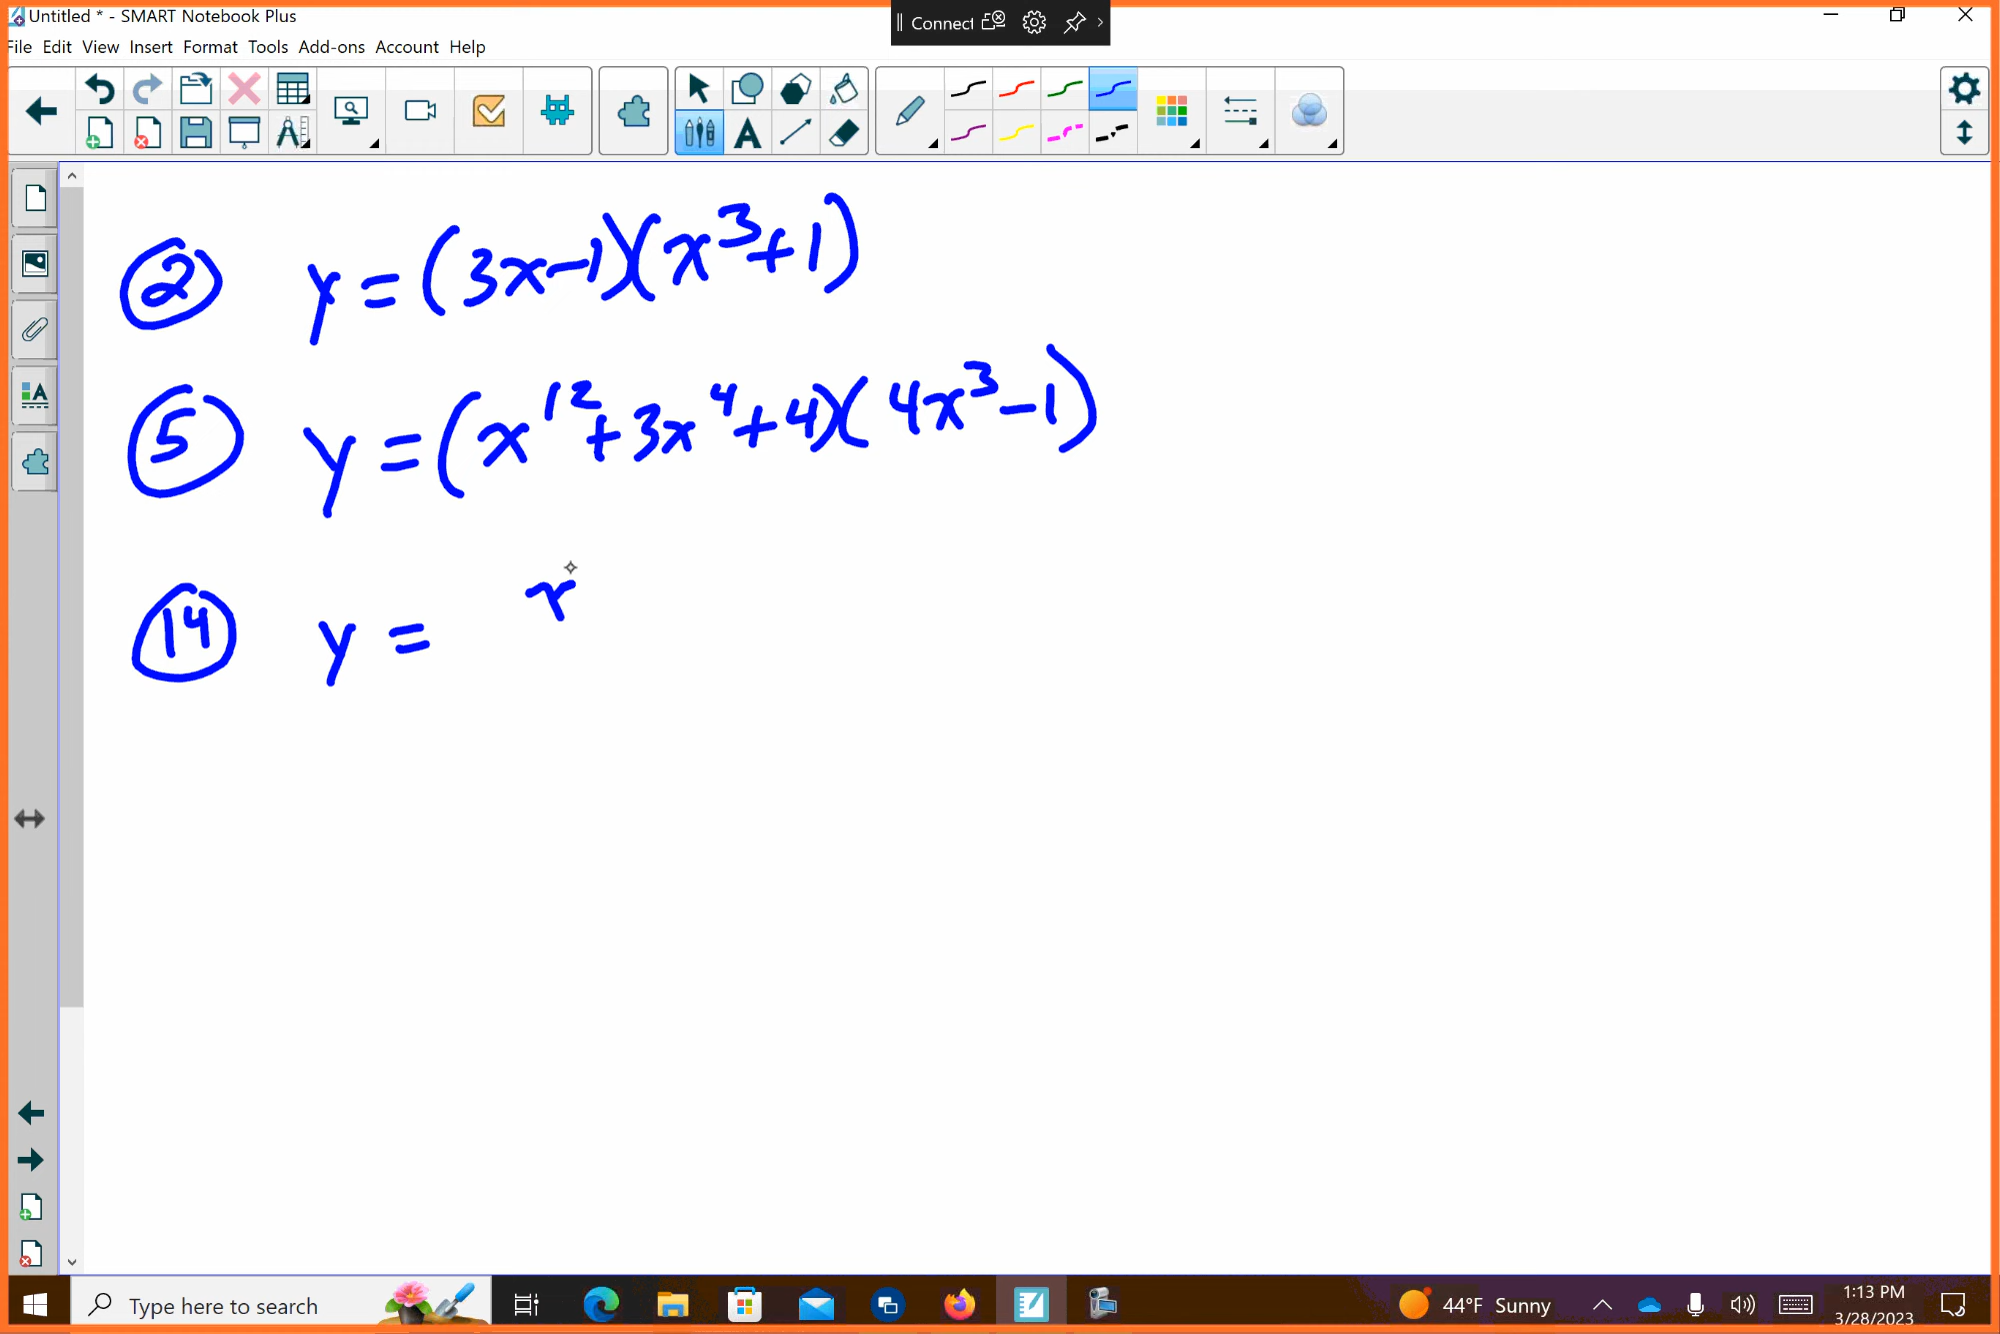 Untitled * - SMART Notebook Plus
Connect
File Edit View Insert Format Tools Add-ons Account Help
② y = (3x-1)(x³+1)
⑤ y = (x¹²+3x⁴+4)(4x³-1)
⑭ y = x
Type here to search
44°F Sunny
1:13 PM
3/28/2023